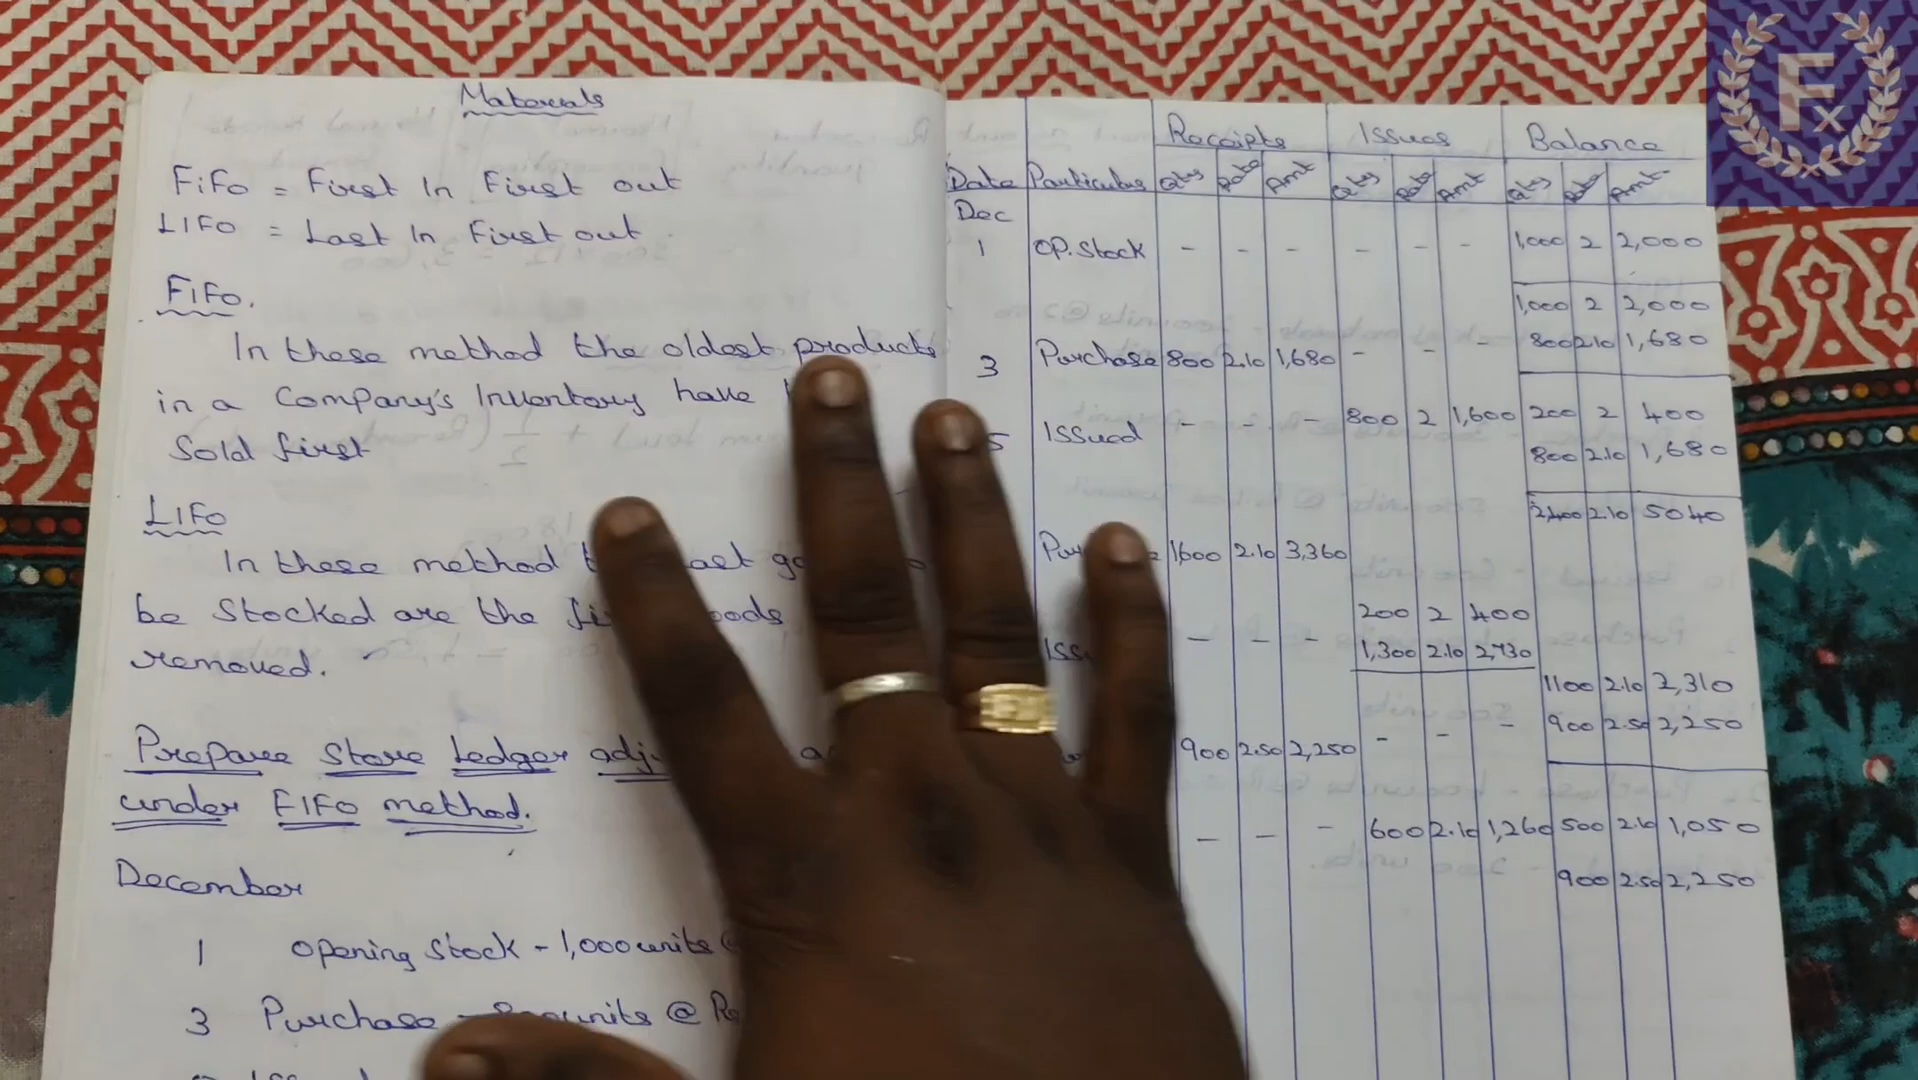 Materials
FIFO = First In First out
LIFO = Last In First out
FIFO.
In these method the oldest products
in a Company's Inventory have
Sold first
LIFO
In these method
be Stocked are the
removed.
Prepare Store Ledger
under FIFO method.
December
1 Opening Stock - 1,000 units @
3 Purchase - units @
Receipts Issues Balance
Date Particulars Qty Rate Amt Qty Rate Amt Qty Rate Amt
Dec
1 OP.Stock - - - - - - 1,000 2 2,000
1,000 2 2,000
800 2.10 1,680
3 Purchase 800 2.10 1,680 - - -
5 Issued - - - 800 2 1,600 200 2 400
800 2.10 1,680
2400 2.10 5040
1600 2.10 3,360
200 2 400
- - - 1,300 2.10 2,730
1100 2.10 2,310
900 2.50 2,250
900 2.50 2,250 - - -
- - - 600 2.10 1,260 500 2.10 1,050
900 2.50 2,250
Fx